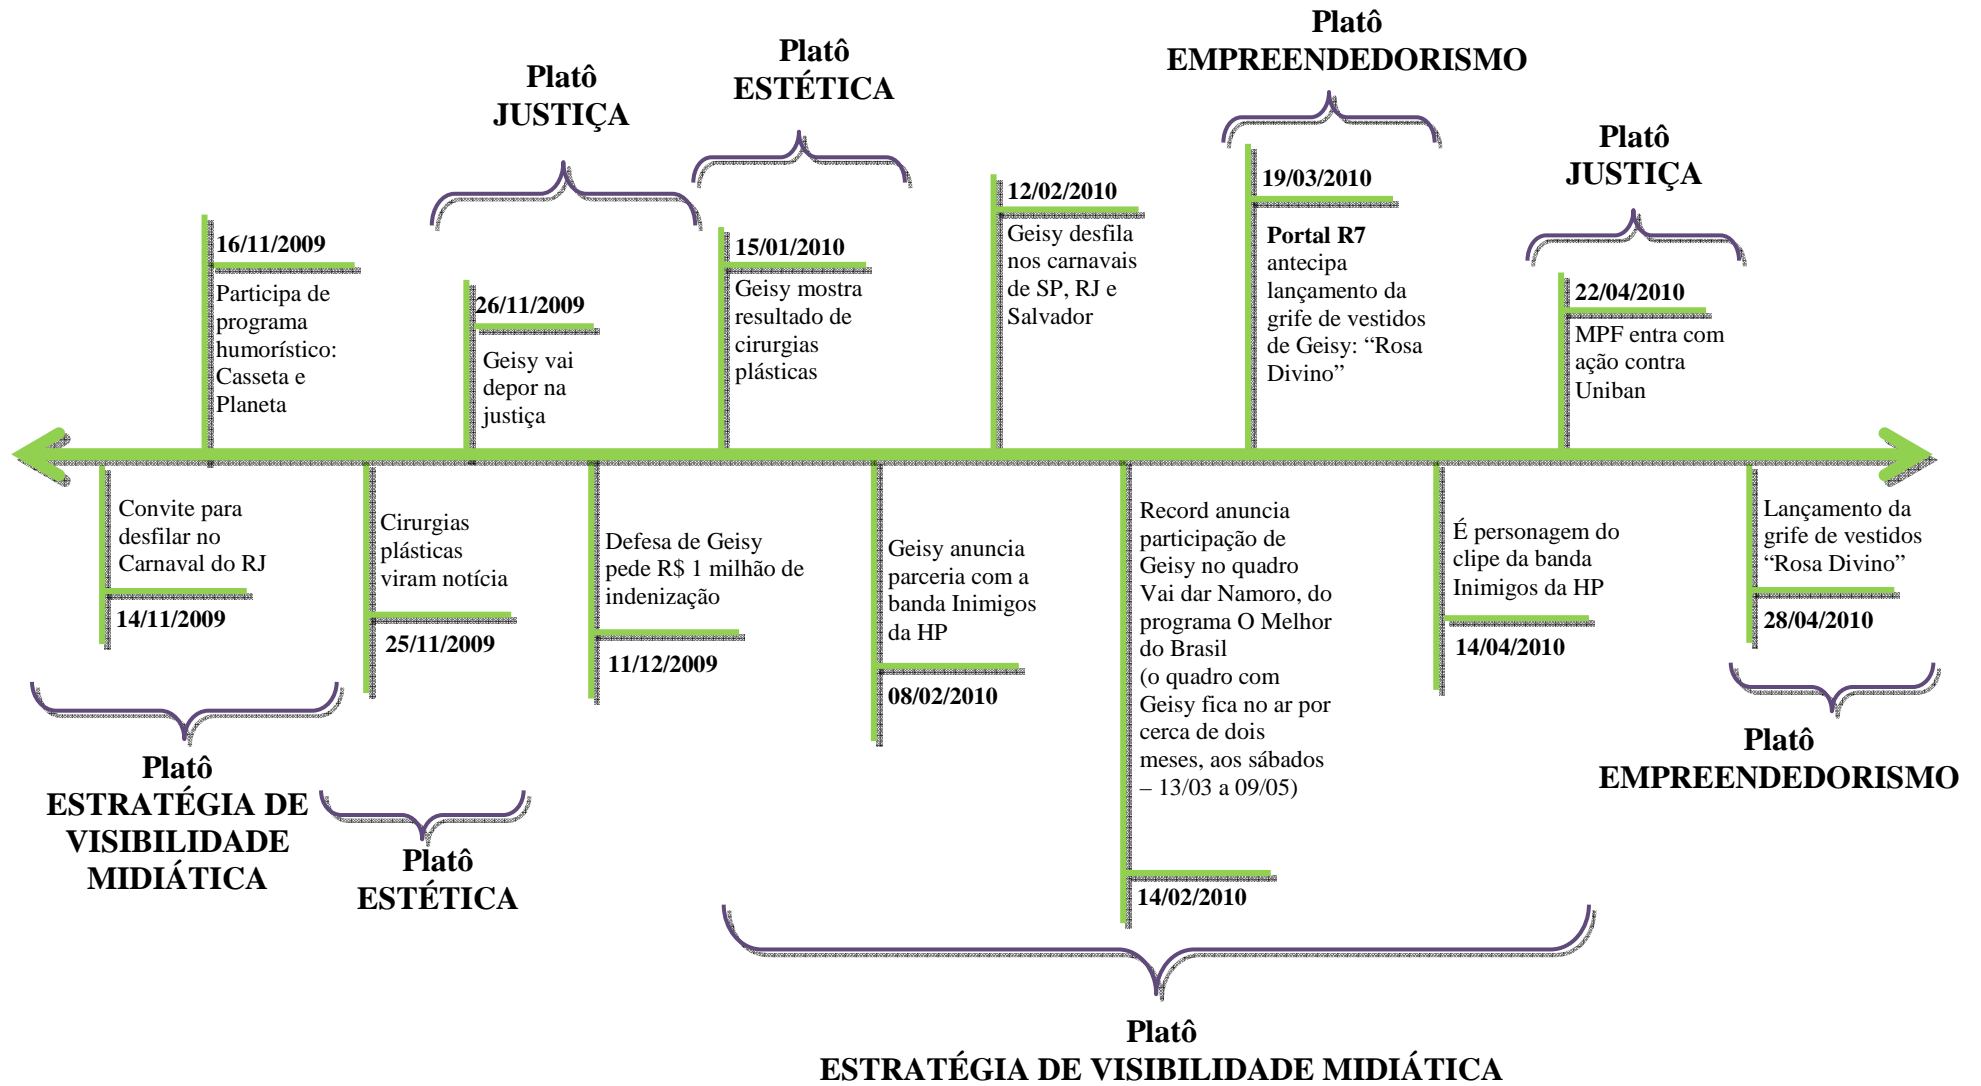 Platô
JUSTIÇA
Platô
ESTÉTICA
Platô
EMPREENDEDORISMO
Platô
JUSTIÇA
16/11/2009
Participa de
programa
humorístico:
Casseta e
Planeta
26/11/2009
Geisy vai
depor na
justiça
15/01/2010
Geisy mostra
resultado de
cirurgias
plásticas
12/02/2010
Geisy desfila
nos carnavais
de SP, RJ e
Salvador
19/03/2010
Portal R7
antecipa
lançamento da
grife de vestidos
de Geisy: “Rosa
Divino”
22/04/2010
MPF entra com
ação contra
Uniban
Convite para
desfilar no
Carnaval do RJ
14/11/2009
Cirurgias
plásticas
viram notícia
25/11/2009
Defesa de Geisy
pede R$ 1 milhão de
indenização
11/12/2009
Geisy anuncia
parceria com a
banda Inimigos
da HP
08/02/2010
Record anuncia
participação de
Geisy no quadro
Vai dar Namoro, do
programa O Melhor
do Brasil
(o quadro com
Geisy fica no ar por
cerca de dois
meses, aos sábados
– 13/03 a 09/05)
14/02/2010
É personagem do
clipe da banda
Inimigos da HP
14/04/2010
Lançamento da
grife de vestidos
“Rosa Divino”
28/04/2010
Platô
ESTRATÉGIA DE
VISIBILIDADE
MIDIÁTICA
Platô
ESTÉTICA
Platô
EMPREENDEDORISMO
Platô
ESTRATÉGIA DE VISIBILIDADE MIDIÁTICA